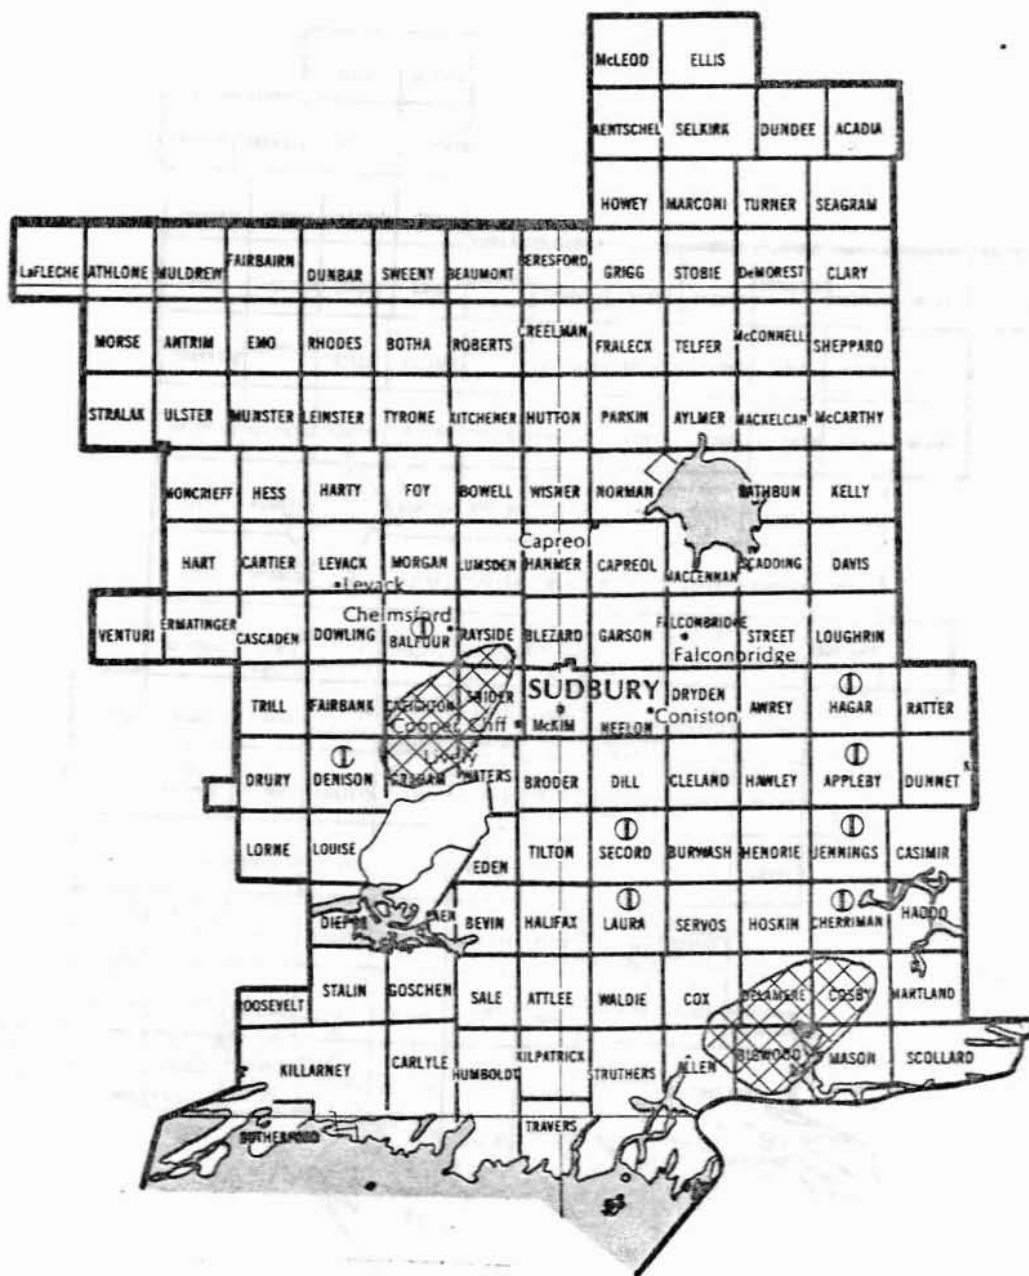 McLEOD ELLIS
SELKIRK DUNDEE ACADIA
HOWEY MARCONI TURNER SEAGRAM
LaFLECHE ATHLONE MULDREW FAIRBAIRN DUNBAR SWEENY BEAUMONT BERESFORD GRIGG STOBIE DeMOREST CLARY
MORSE ANTRIM EMO RHODES BOTHA ROBERTS CREELMAN FRALECK TELFER McCONNELL SHEPPARD
STRALAK ULSTER MUNSTER LEINSTER TYRONE KITCHENER HUTTON PARKIN AYLMER MACKELCAN McCARTHY
MONCRIEFF HESS HARTY FOY BOWELL WISNER NORMAN RATHBUN KELLY
Capreol
HART CARTIER LEVACK MORGAN LUMSDEN HANMER CAPREOL MACLENNAN SCADDING DAVIS
Levack
Chelmsford
VENTURI ERMATINGER CASCADEN DOWLING BALFOUR RAYSIDE BLEZARD GARSON FALCONBRIDGE STREET LOUGHRIN
Falconbridge
SUDBURY
TRILL FAIRBANK CREIGHTON SNIDER McKIM NEELON DRYDEN AWREY HAGAR RATTER
Copper Cliff Coniston
Lively
DRURY DENISON GRAHAM WATERS BRODER DILL CLELAND HAWLEY APPLEBY DUNNET
LORNE LOUISE EDEN TILTON SECORD BURWASH HENDRIE JENNINGS CASIMIR
BEVIN HALIFAX LAURA SERVOS HOSKIN CHERRIMAN HADDO
ROOSEVELT STALIN GOSCHEN SALE ATTLEE WALDIE COX DELAMERE COSBY HARTLAND
KILLARNEY CARLYLE HUMBOLDT KILPATRICK STRUTHERS ALLEN BIGWOOD MASON SCOLLARD
RUTHERFORD TRAVERS